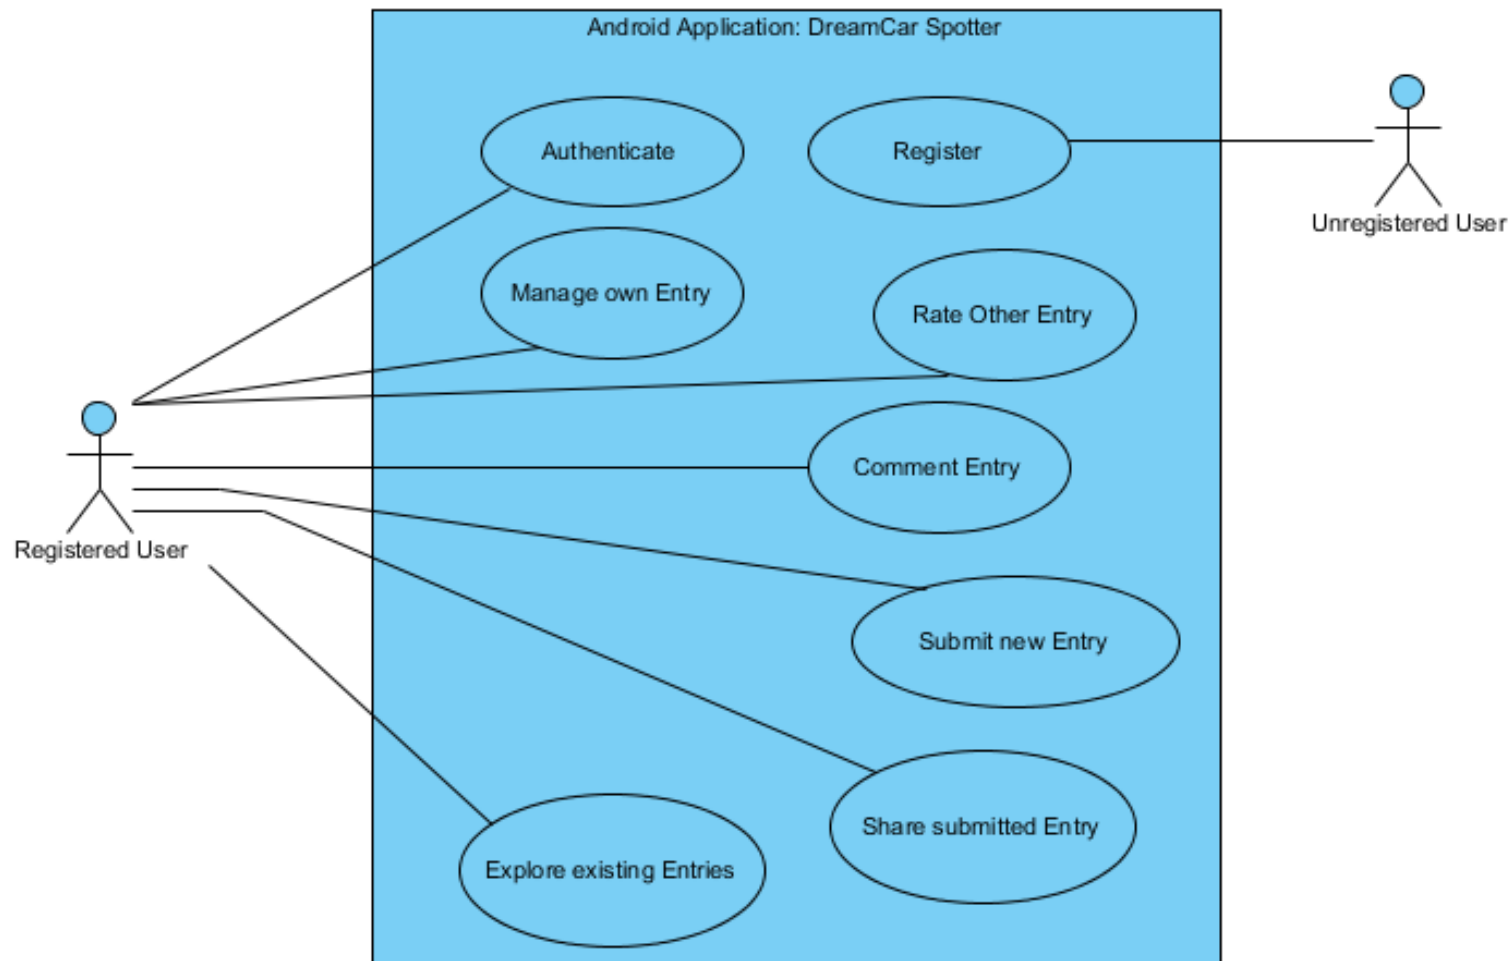 Android Application: DreamCar Spotter
Authenticate
Register
Unregistered User
Manage own Entry
Rate Other Entry
Comment Entry
Registered User
Submit new Entry
Share submitted Entry
Explore existing Entries